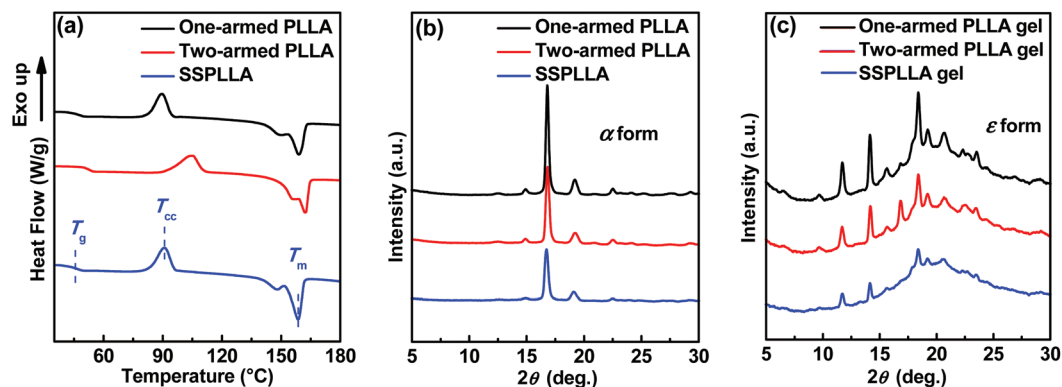 (a)
One-armed PLLA
Two-armed PLLA
SSPLLA
Exo up
Heat Flow (W/g)
Tg
Tcc
Tm
60 90 120 150 180
Temperature (°C)
(b)
One-armed PLLA
Two-armed PLLA
SSPLLA
α form
Intensity (a.u.)
5 10 15 20 25 30
2θ (deg.)
(c)
One-armed PLLA gel
Two-armed PLLA gel
SSPLLA gel
ε form
Intensity (a.u.)
5 10 15 20 25 30
2θ (deg.)